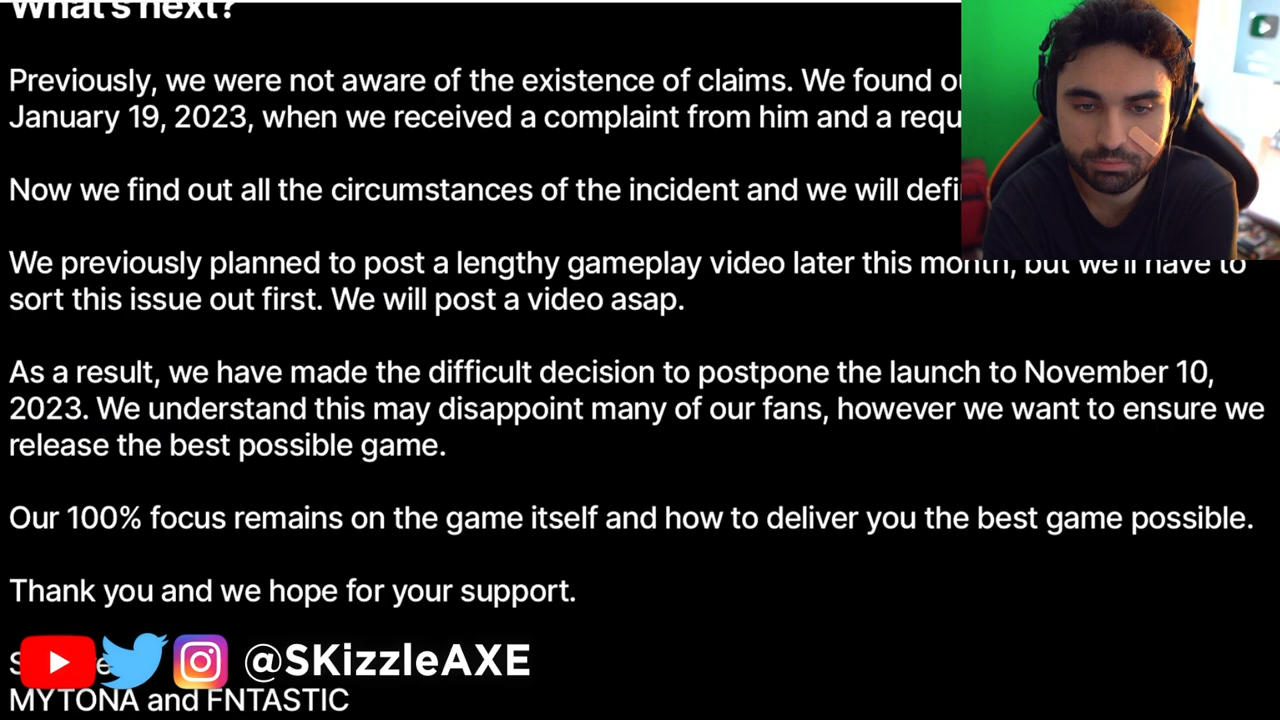 What's next?
Previously, we were not aware of the existence of claims. We found
January 19, 2023, when we received a complaint from him and a
Now we find out all the circumstances of the incident and we will
We previously planned to post a lengthy gameplay video later this month, but we'll have to
sort this issue out first. We will post a video asap.
As a result, we have made the difficult decision to postpone the launch to November 10,
2023. We understand this may disappoint many of our fans, however we want to ensure we
release the best possible game.
Our 100% focus remains on the game itself and how to deliver you the best game possible.
Thank you and we hope for your support.
@SKizzleAXE
MYTONA and FNTASTIC